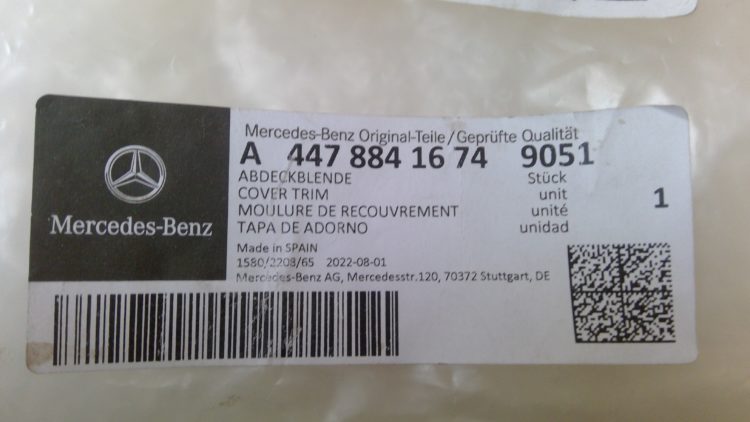 Mercedes-Benz
Mercedes-Benz Original-Teile/Geprüfte Qualität
A 447 884 16 74 9051
ABDECKBLENDE Stück
COVER TRIM unit
MOULURE DE RECOUVREMENT unité
TAPA DE ADORNO unidad
1
Made in SPAIN
1580/2208/65 2022-08-01
Mercedes-Benz AG, Mercedesstr.120, 70372 Stuttgart, DE